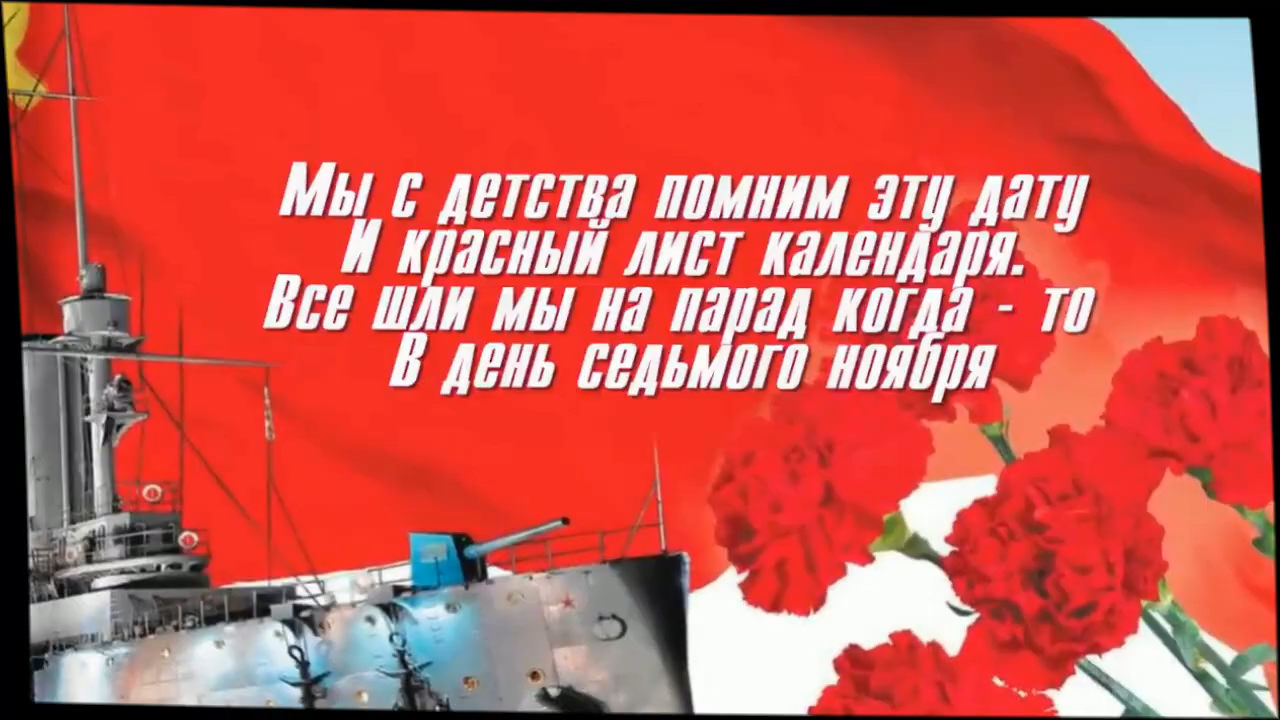 Мы с детства помним эту дату
И красный лист календаря.
Все шли мы на парад когда - то
В день седьмого ноября